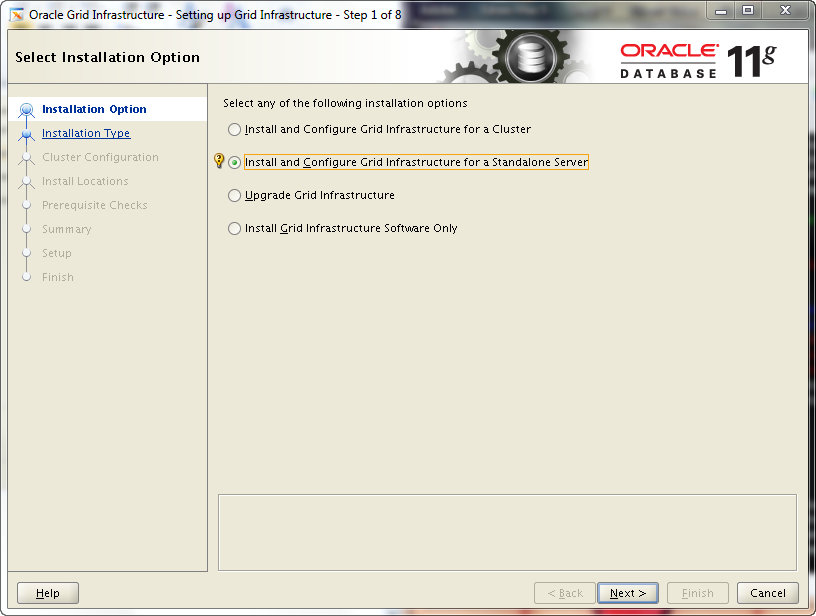 Oracle Grid Infrastructure - Setting up Grid Infrastructure - Step 1 of 8
Select Installation Option
ORACLE
DATABASE 11g
Installation Option
Installation Type
Cluster Configuration
Install Locations
Prerequisite Checks
Summary
Setup
Finish
Select any of the following installation options
Install and Configure Grid Infrastructure for a Cluster
Install and Configure Grid Infrastructure for a Standalone Server
Upgrade Grid Infrastructure
Install Grid Infrastructure Software Only
Help
< Back
Next >
Finish
Cancel